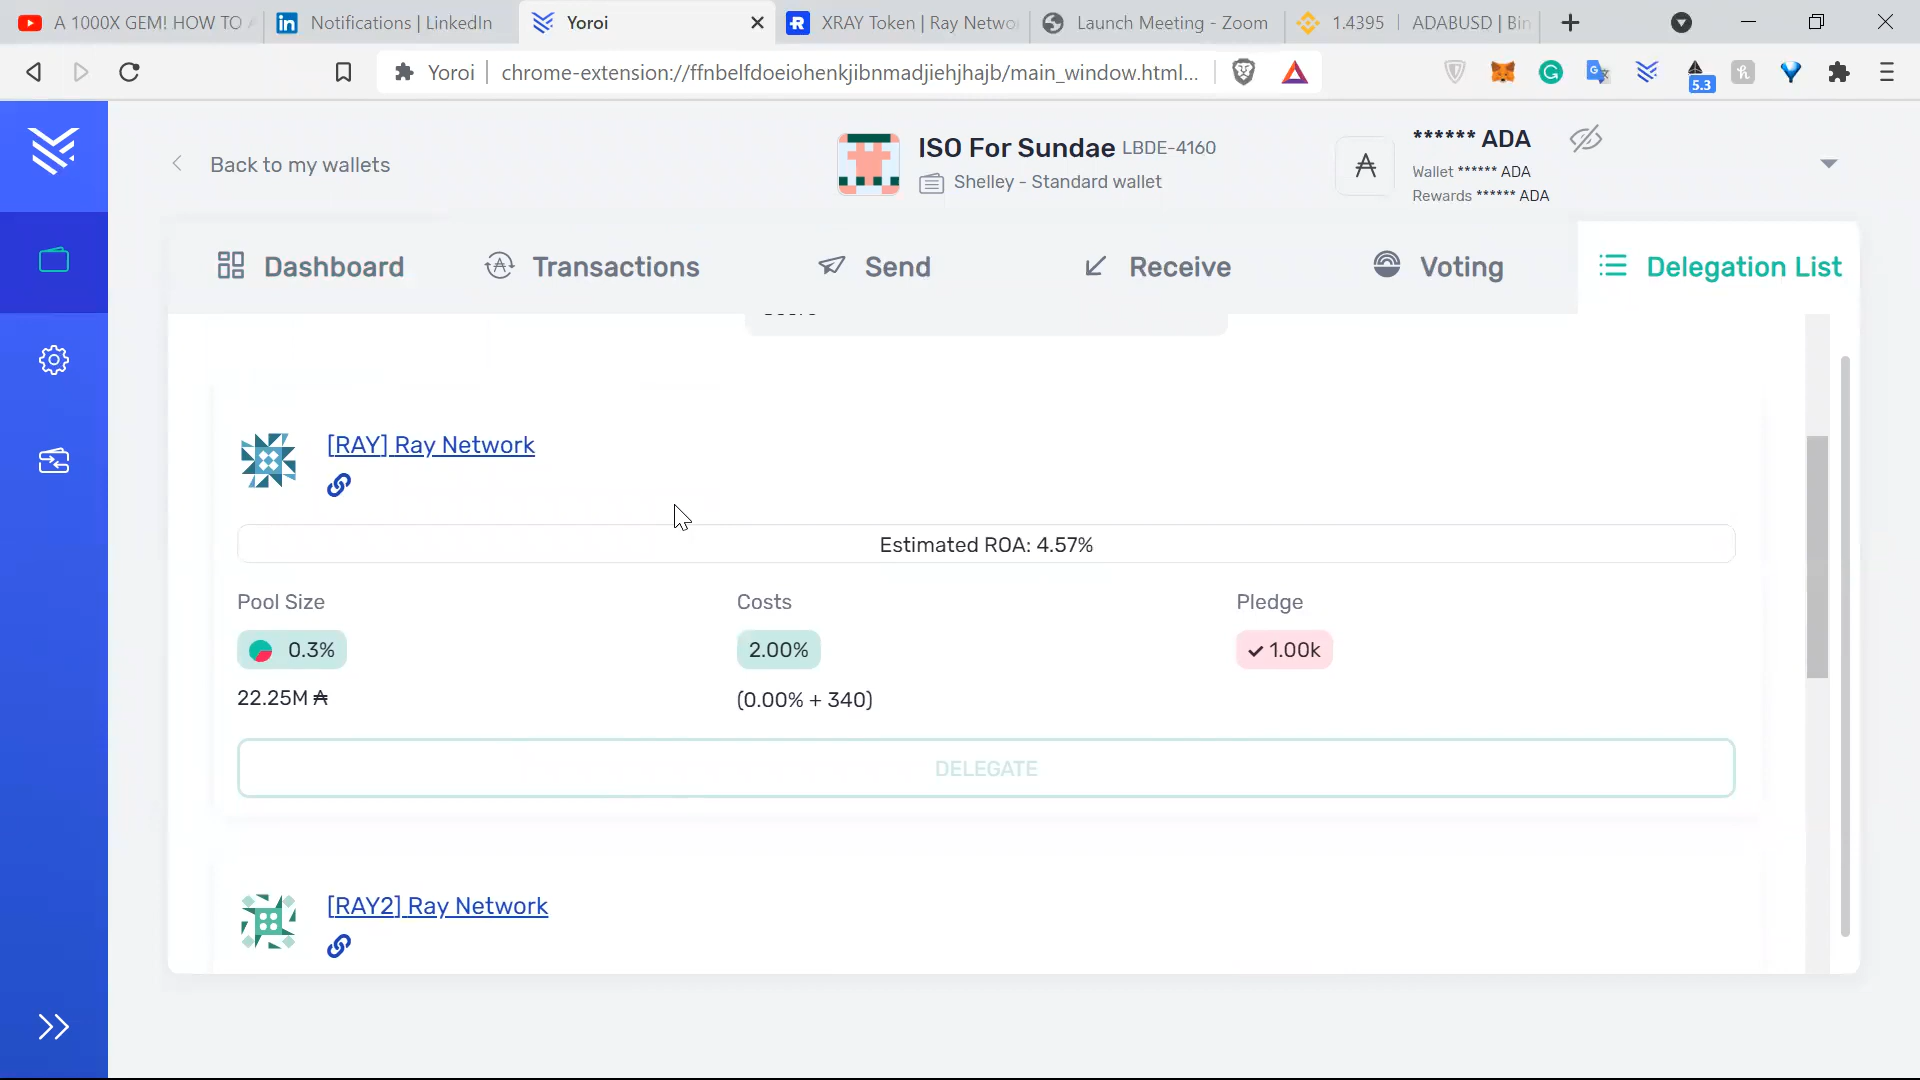 A 1000X GEM! HOW TO
Notifications | LinkedIn
Yoroi
XRAY Token | Ray Netwo
Launch Meeting - Zoom
1.4395 | ADABUSD | Bin
Yoroi
chrome-extension://ffnbelfdoeiohenkjibnmadjiehjhajb/main_window.html...
5.3
Back to my wallets
ISO For Sundae LBDE-4160
Shelley - Standard wallet
****** ADA
Wallet ****** ADA
Rewards ****** ADA
Dashboard
Transactions
Send
Receive
Voting
Delegation List
[RAY] Ray Network
Estimated ROA: 4.57%
Pool Size
Costs
Pledge
0.3%
2.00%
1.00k
22.25M ₳
(0.00% + 340)
DELEGATE
[RAY2] Ray Network